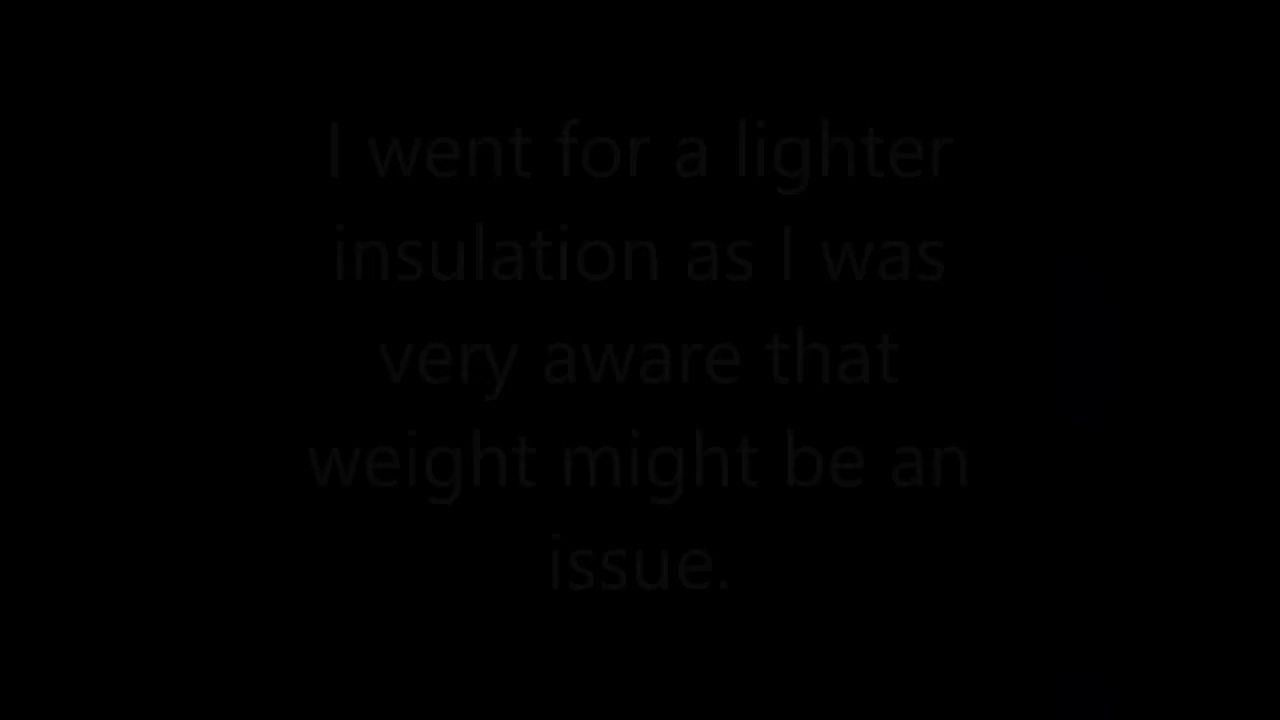 I went for a lighter
insulation as I was
very aware that
weight might be an
issue.